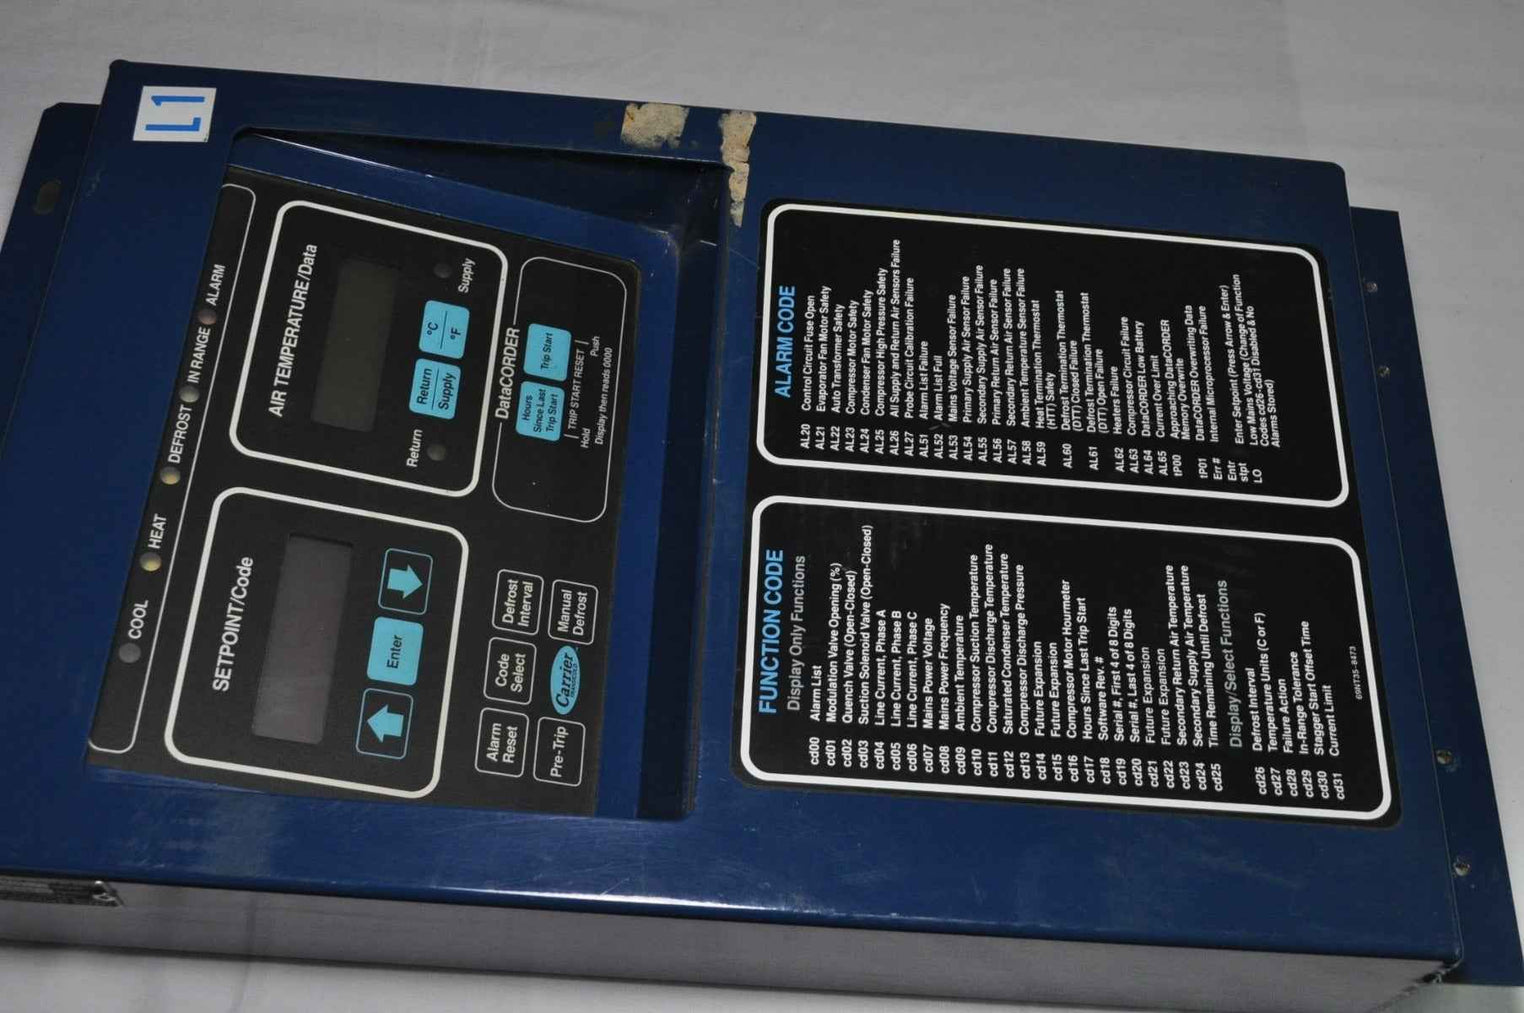 L1
COOL
HEAT
DEFROST
IN RANGE
ALARM
SETPOINT/Code
Enter
AIR TEMPERATURE/Data
Return
Return
Supply
°C
°F
Supply
Alarm
Reset
Code
Select
Defrost
Interval
Pre-Trip
Carrier
TRANSICOLD
Manual
Defrost
DataCORDER
Hours
Since Last
Trip Start
Trip Start
TRIP START RESET
Hold
Push
Display then reads 0000
FUNCTION CODE
Display Only Functions
cd00 Alarm List
cd01 Modulation Valve Opening (%)
cd02 Quench Valve (Open-Closed)
cd03 Suction Solenoid Valve (Open-Closed)
cd04 Line Current, Phase A
cd05 Line Current, Phase B
cd06 Line Current, Phase C
cd07 Mains Power Voltage
cd08 Mains Power Frequency
cd09 Ambient Temperature
cd10 Compressor Suction Temperature
cd11 Compressor Discharge Temperature
cd12 Saturated Condenser Temperature
cd13 Compressor Discharge Pressure
cd14 Future Expansion
cd15 Future Expansion
cd16 Compressor Motor Hourmeter
cd17 Hours Since Last Trip Start
cd18 Software Rev. #
cd19 Serial #, First 4 of 8 Digits
cd20 Serial #, Last 4 of 8 Digits
cd21 Future Expansion
cd22 Future Expansion
cd23 Secondary Return Air Temperature
cd24 Secondary Supply Air Temperature
cd25 Time Remaining Until Defrost
Display/Select Functions
cd26 Defrost Interval
cd27 Temperature Units (C or F)
cd28 Failure Action
cd29 In-Range Tolerance
cd30 Stagger Start Offset Time
cd31 Current Limit
69NT35-8473
ALARM CODE
AL20 Control Circuit Fuse Open
AL21 Evaporator Fan Motor Safety
AL22 Auto Transformer Safety
AL23 Compressor Motor Safety
AL24 Condenser Fan Motor Safety
AL25 Compressor High Pressure Safety
AL26 All Supply and Return Air Sensors Failure
AL27 Probe Circuit Calibration Failure
AL51 Alarm List Failure
AL52 Alarm List Full
AL53 Mains Voltage Sensor Failure
AL54 Primary Supply Air Sensor Failure
AL55 Secondary Supply Air Sensor Failure
AL56 Primary Return Air Sensor Failure
AL57 Secondary Return Air Sensor Failure
AL58 Ambient Temperature Sensor Failure
AL59 Heat Termination Thermostat
(HTT) Safety
AL60 Defrost Termination Thermostat
(DTT) Closed Failure
AL61 Defrost Termination Thermostat
(DTT) Open Failure
AL62 Heaters Failure
AL63 Compressor Circuit Failure
AL64 DataCORDER Low Battery
AL65 Current Over Limit
tP00 Approaching DataCORDER
Memory Overwrite
tP01 DataCORDER Overwriting Data
Err # Internal Microprocessor Failure
Entr
stpt Enter Setpoint (Press Arrow & Enter)
LO Low Mains Voltage (Change of Function
Codes cd26-cd31 Disabled & No
Alarms Stored)